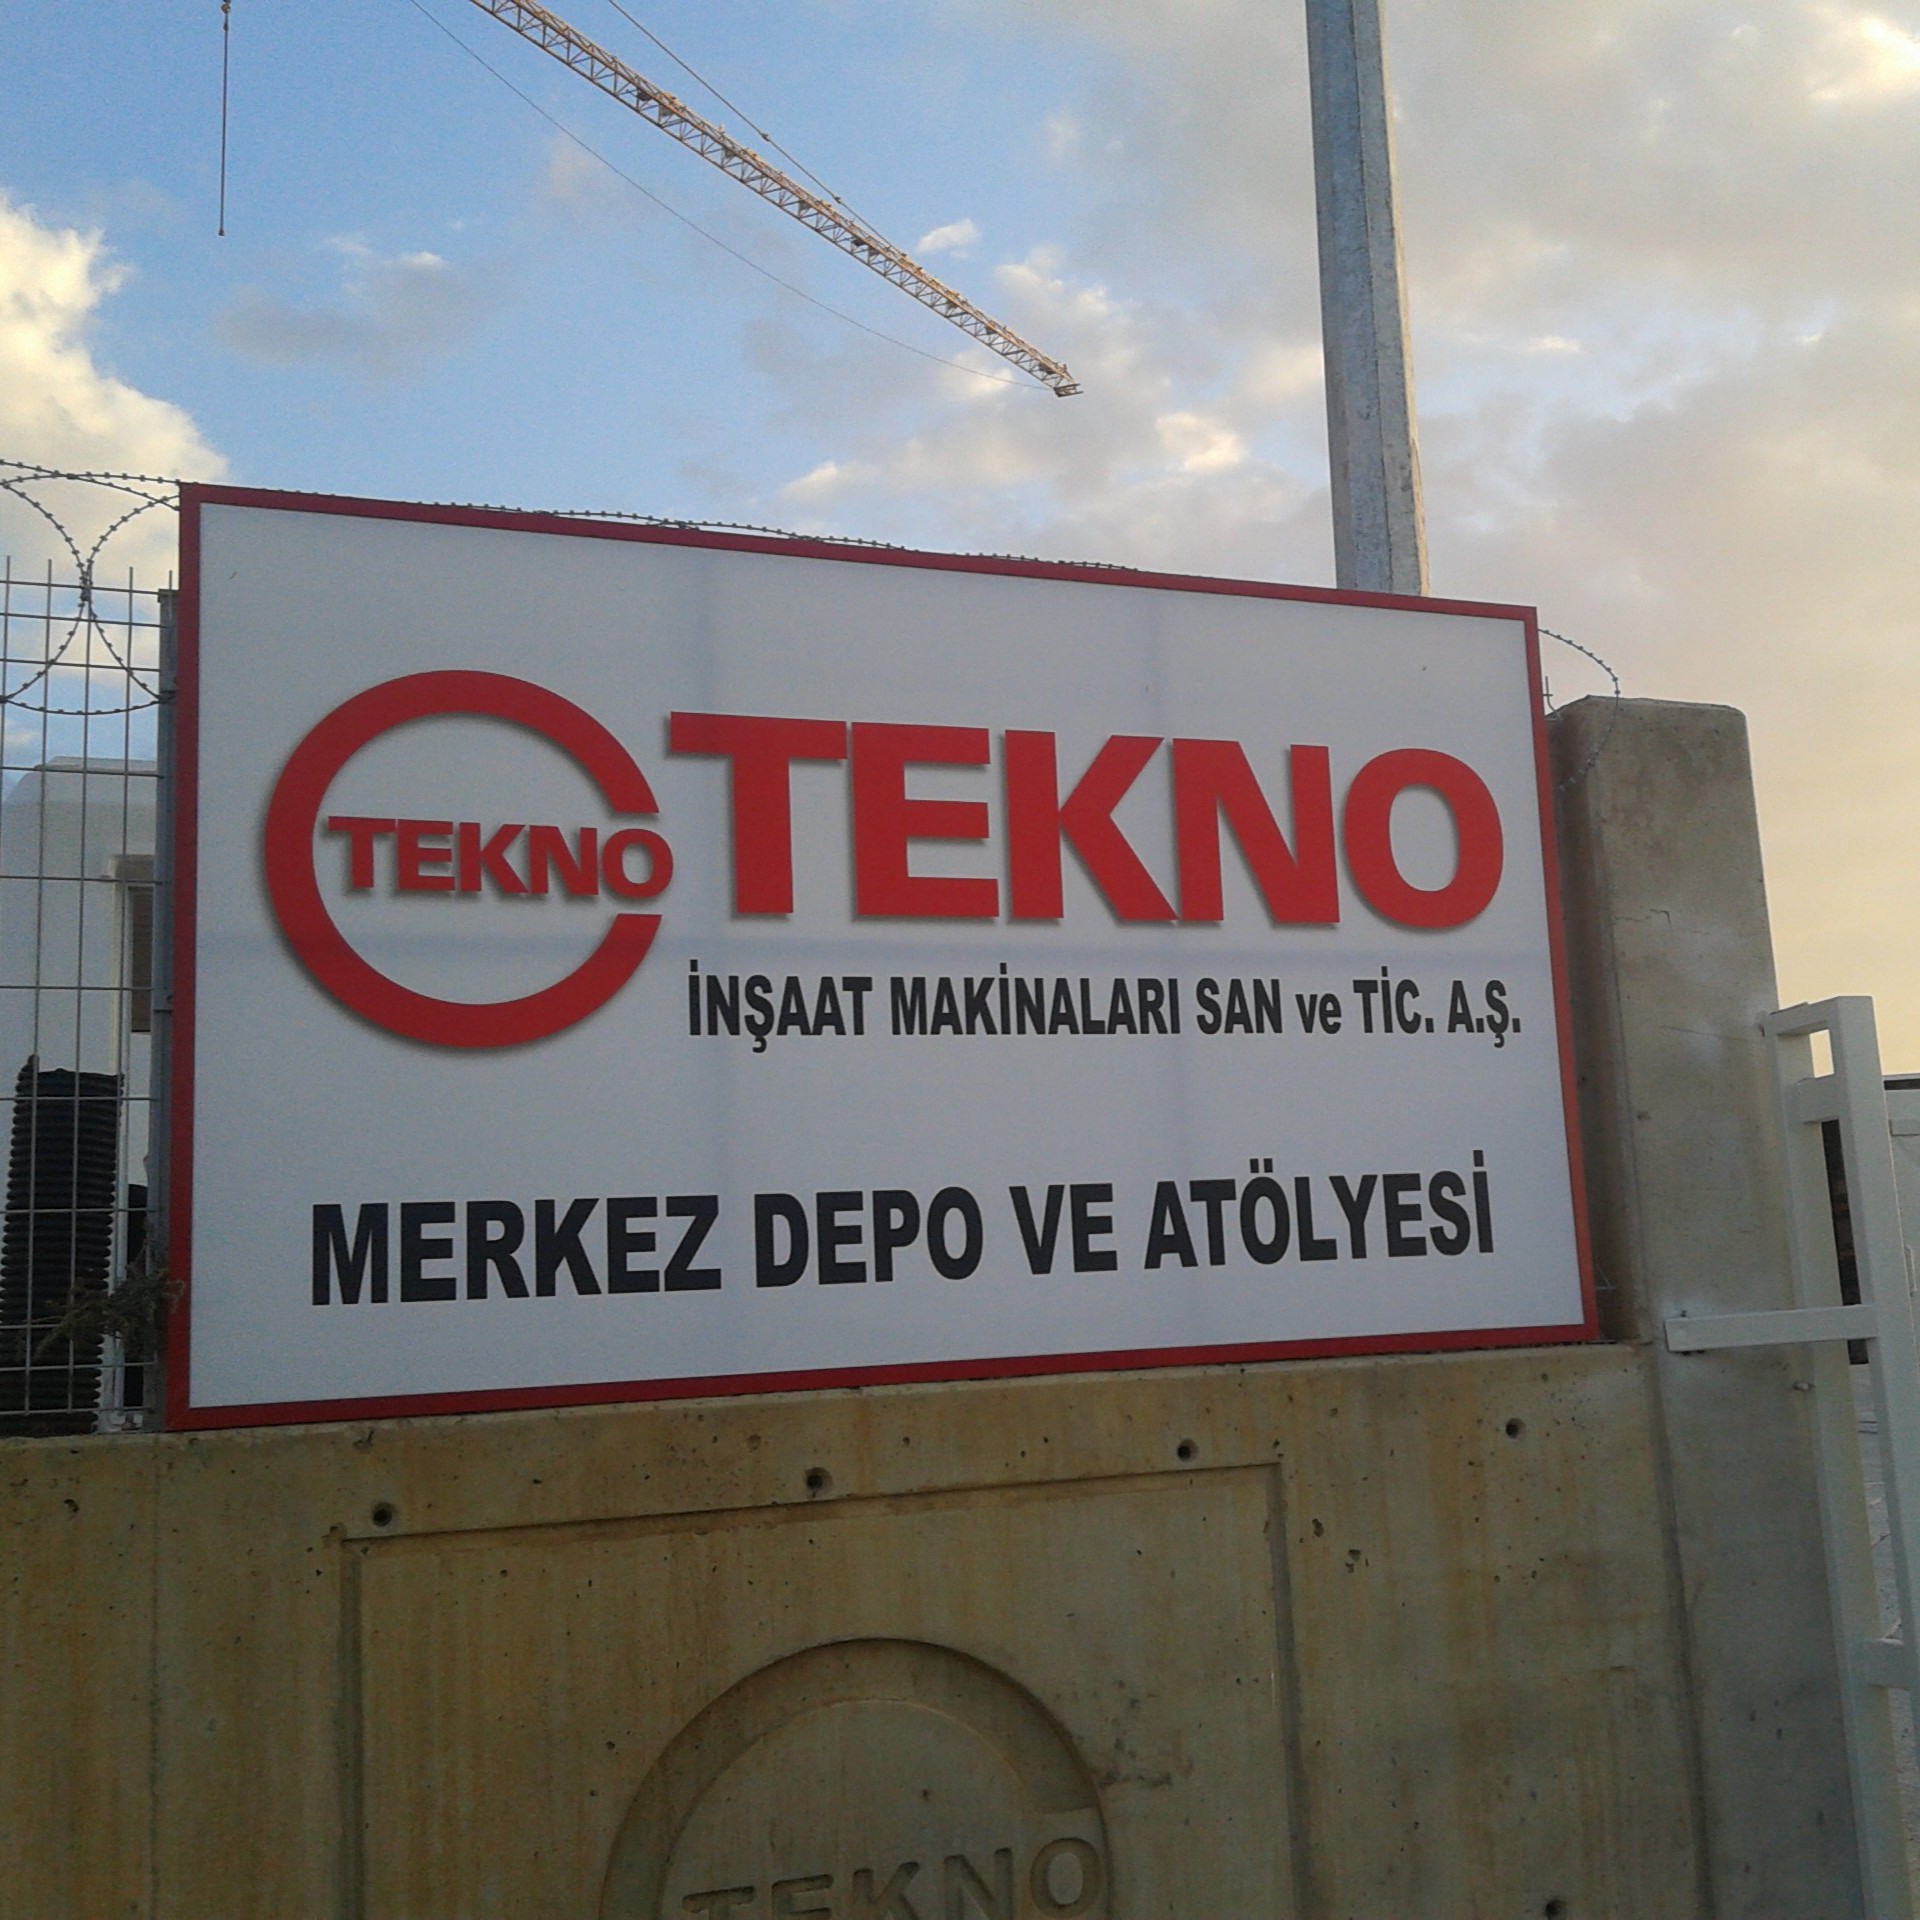 TEKNO
TEKNO
İNŞAAT MAKİNALARI SAN ve TİC. A.Ş.
MERKEZ DEPO VE ATÖLYESİ
TEKNO